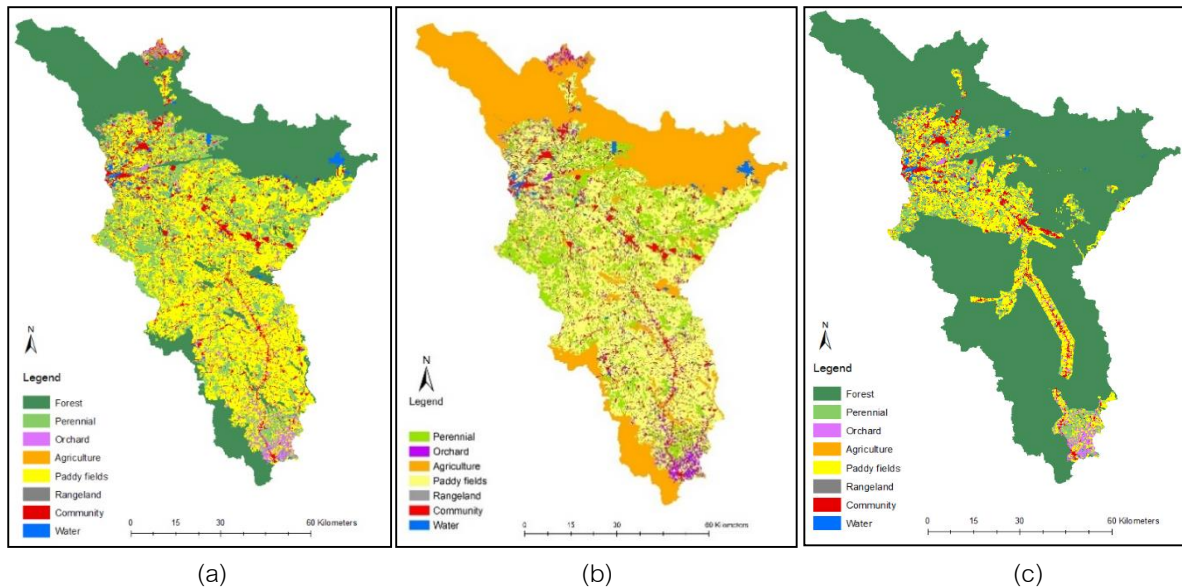 N
Legend
Forest
Perennial
Orchard
Agriculture
Paddy fields
Rangeland
Community
Water
0 15 30 60 Kilometers
(a)
N
Legend
Perennial
Orchard
Agriculture
Paddy fields
Rangeland
Community
Water
0 15 30 60 Kilometers
(b)
N
Legend
Forest
Perennial
Orchard
Agriculture
Paddy fields
Rangeland
Community
Water
0 15 30 60 Kilometers
(c)